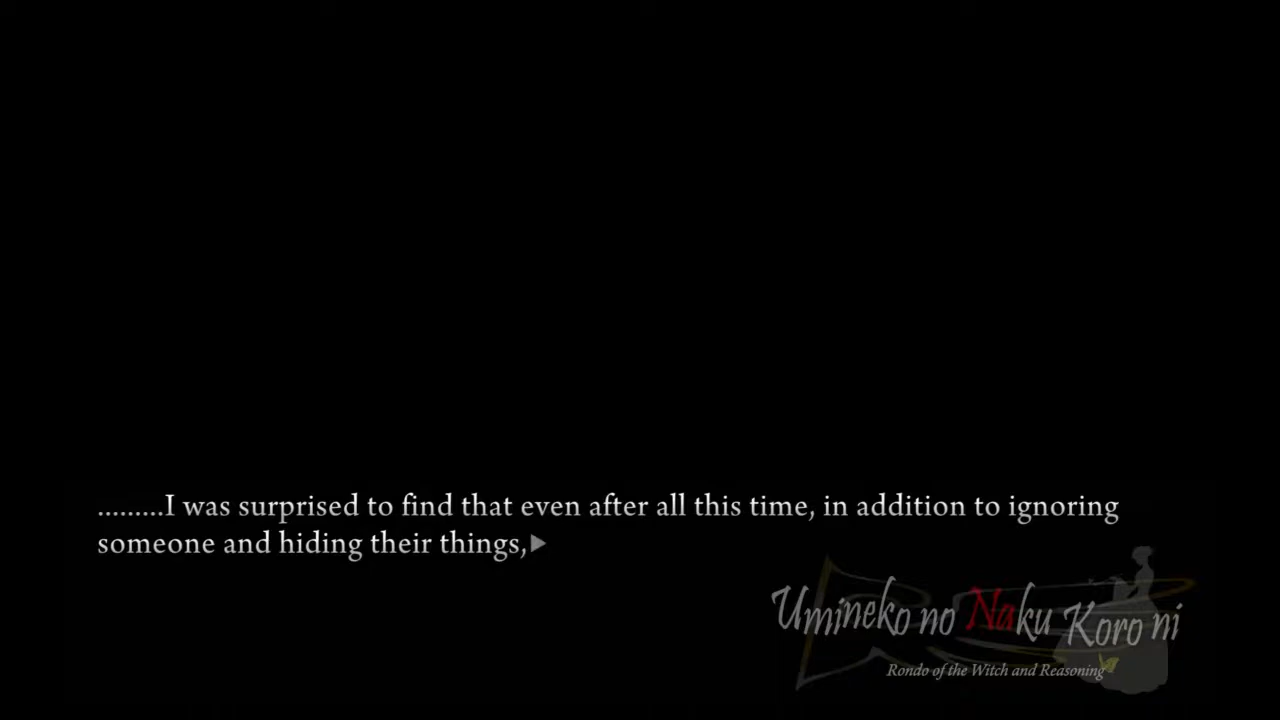 .........I was surprised to find that even after all this time, in addition to ignoring
someone and hiding their things,
Umineko no Naku Koro ni
Rondo of the Witch and Reasoning